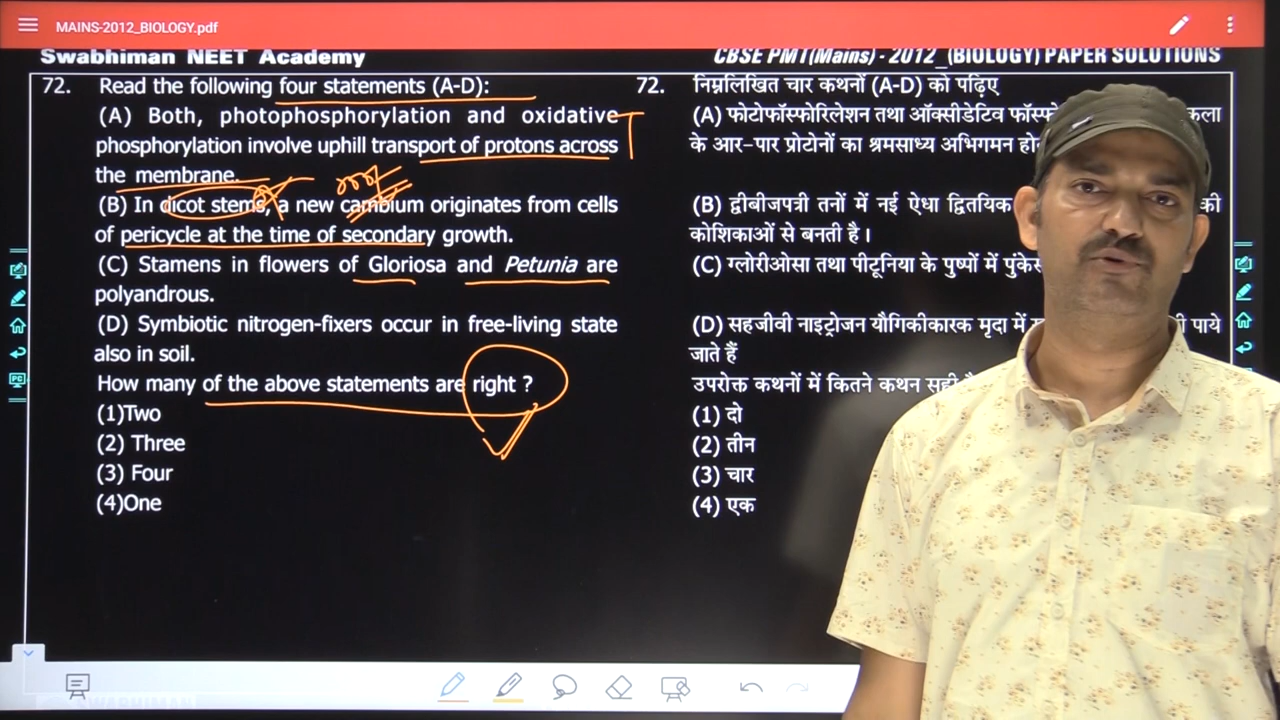 MAINS-2012_BIOLOGY.pdf
Swabhiman NEET Academy
CBSE PMT(Mains) - 2012_(BIOLOGY) PAPER SOLUTIONS
72. Read the following four statements (A-D):
(A) Both, photophosphorylation and oxidative
phosphorylation involve uphill transport of protons across
the membrane.
(B) In dicot stems, a new cambium originates from cells
of pericycle at the time of secondary growth.
(C) Stamens in flowers of Gloriosa and Petunia are
polyandrous.
(D) Symbiotic nitrogen-fixers occur in free-living state
also in soil.
How many of the above statements are right ?
(1)Two
(2) Three
(3) Four
(4)One
T
root
72. निम्नलिखित चार कथनों (A-D) को पढ़िए
(A) फोटोफॉस्फोरिलेशन तथा ऑक्सीडेटिव कला
के आर-पार प्रोटोनों का श्रमसाध्य अभिगमन
(B) द्वीबीजपत्री तनों में नई ऐधा द्वितयिक की
कोशिकाओं से बनती है।
(C) ग्लोरीओसा तथा पीटूनिया के पुष्पों में
(D) सहजीवी नाइट्रोजन यौगिकीकारक मृदा में पाये
जाते हैं
उपरोक्त कथनों में कितने कथन सही
(1) दो
(2) तीन
(3) चार
(4) एक
PC
PC